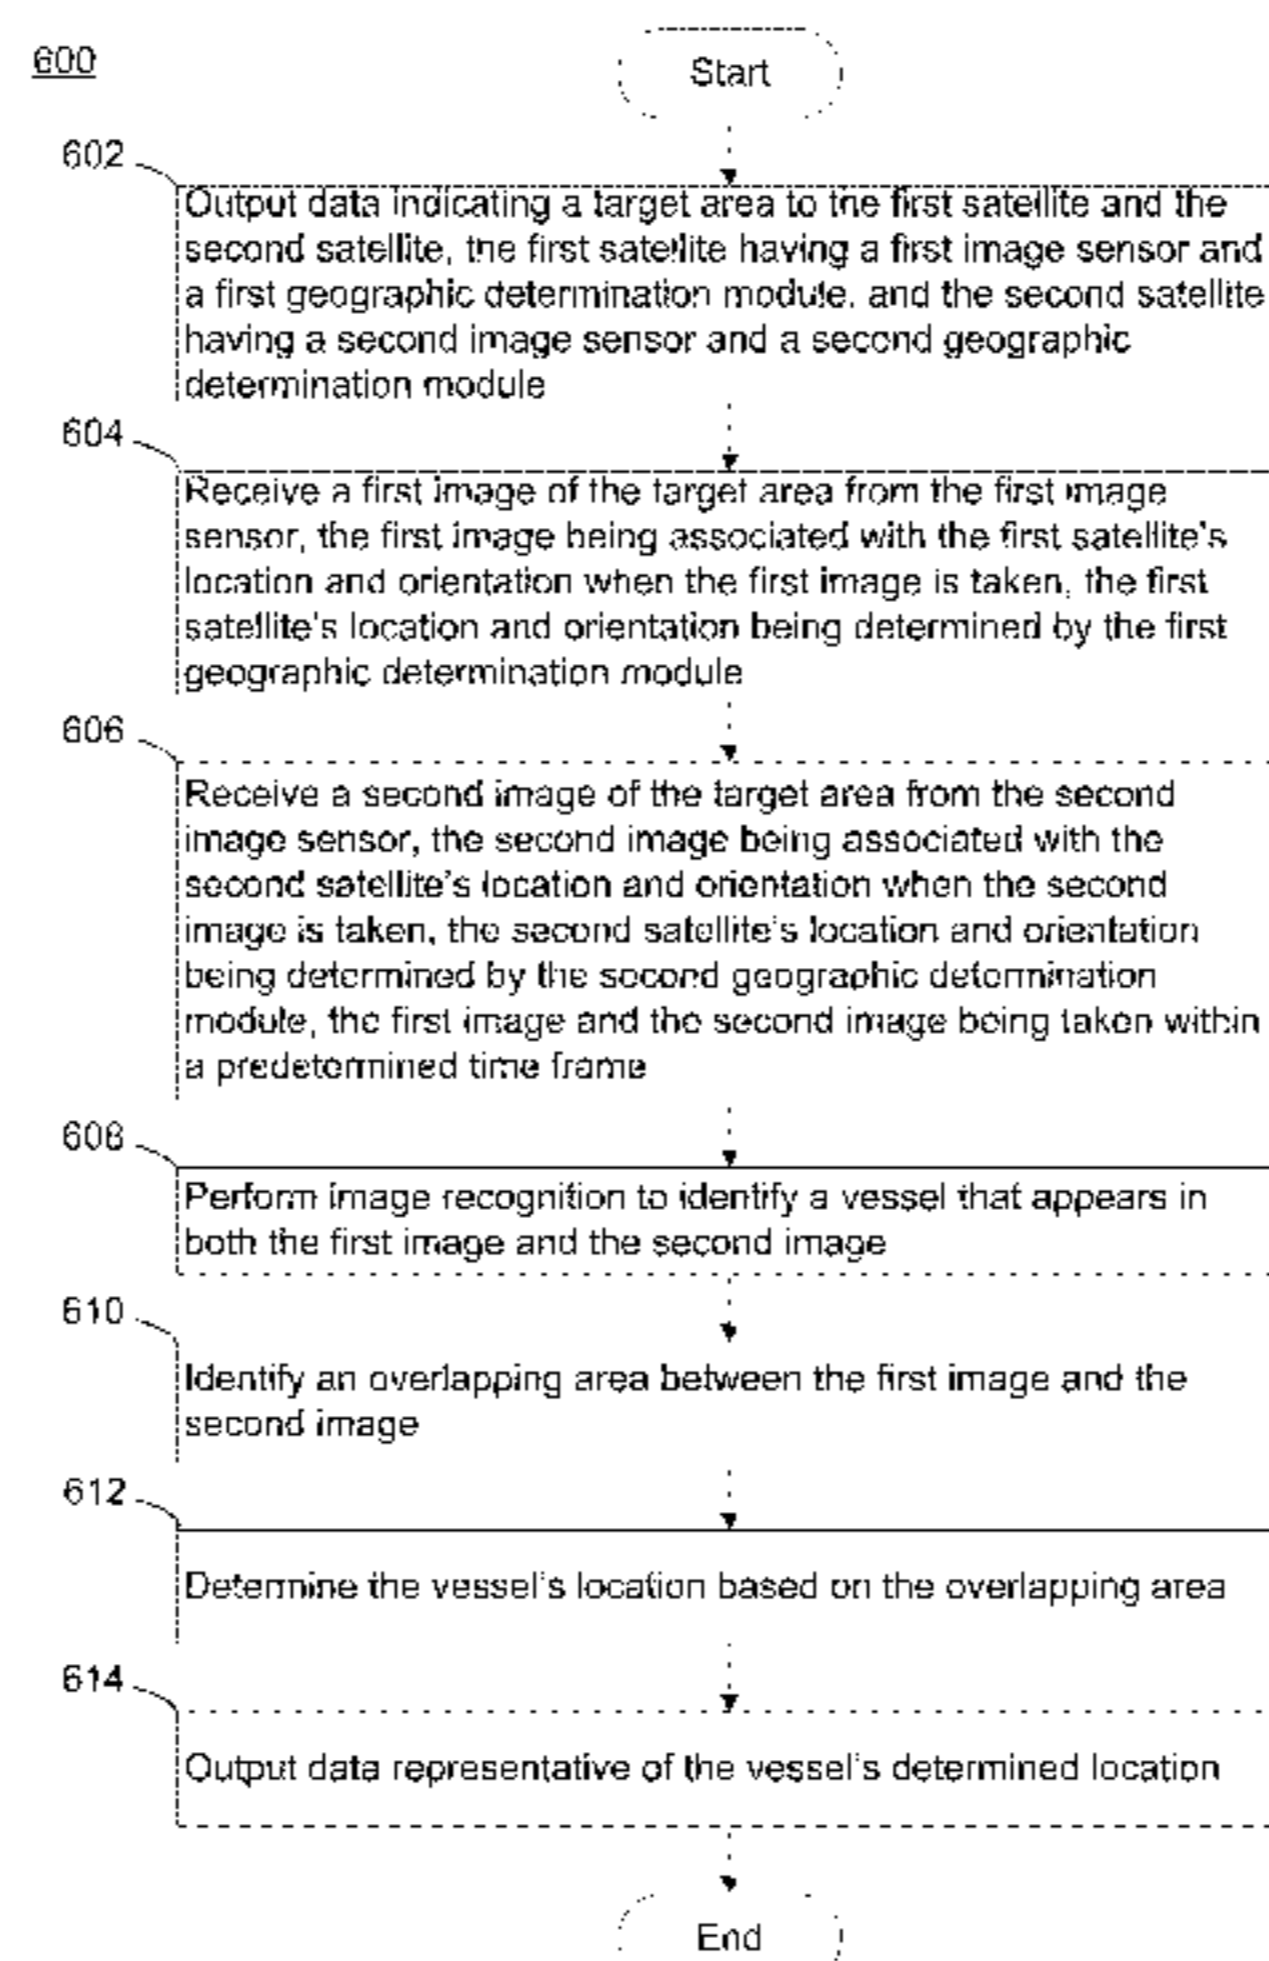 600
Start
602
Output data indicating a target area to the first satellite and the
second satellite, the first satellite having a first image sensor and
a first geographic determination module, and the second satellite
having a second image sensor and a second geographic
determination module
604
Receive a first image of the target area from the first image
sensor, the first image being associated with the first satellite's
location and orientation when the first image is taken, the first
satellite's location and orientation being determined by the first
geographic determination module
606
Receive a second image of the target area from the second
image sensor, the second image being associated with the
second satellite's location and orientation when the second
image is taken, the second satellite's location and orientation
being determined by the second geographic determination
module, the first image and the second image being taken within
a predetermined time frame
608
Perform image recognition to identify a vessel that appears in
both the first image and the second image
610
Identify an overlapping area between the first image and the
second image
612
Determine the vessel's location based on the overlapping area
614
Output data representative of the vessel's determined location
End